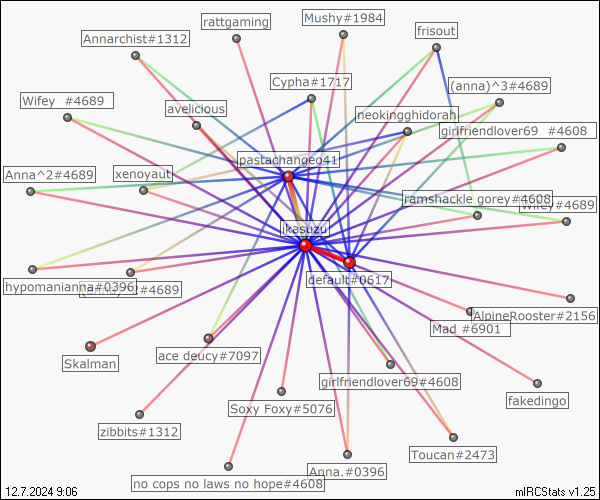 rattgaming
Mushy#1984
Annarchist#1312
frisout
Cypha#1717
(anna)^3#4689
Wifey #4689
avelicious
neokingghidorah
girlfriendlover69 #4608
pastachangeo41
Anna^2#4689
xenoyaut
ramshackle gorey#4608
Wifey#4689
ikasuzu
default#0617
hypomanianna#0396
#4689
AlpineRooster#2156
Mad #6901
Skalman
ace deucy#7097
girlfriendlover69#4608
fakedingo
Soxy Foxy#5076
zibbits#1312
Toucan#2473
Anna.#0396
no cops no laws no hope#4608
12.7.2024 9:06
mIRCStats v1.25